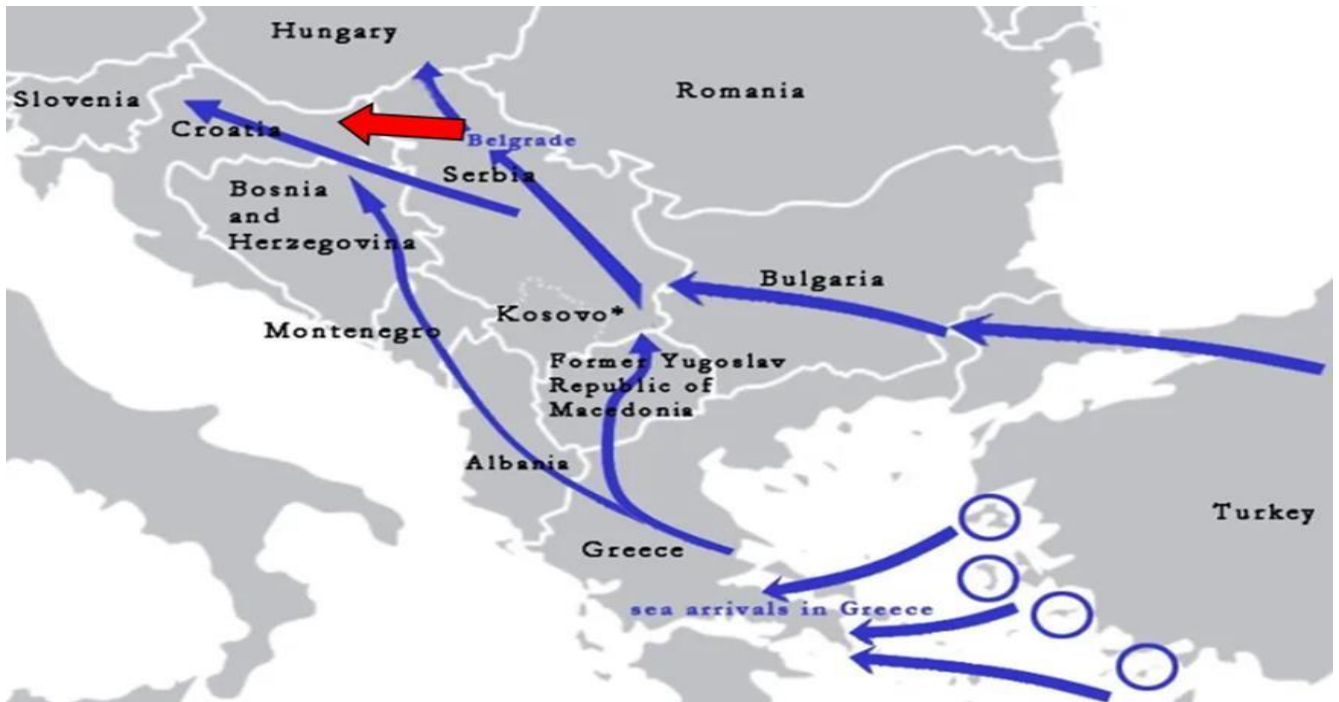 Hungary
Romania
Slovenia
Croatia
Belgrade
Serbia
Bosnia
and
Herzegovina
Bulgaria
Kosovo*
Montenegro
Former Yugoslav
Republic of
Macedonia
Albania
Turkey
Greece
sea arrivals in Greece